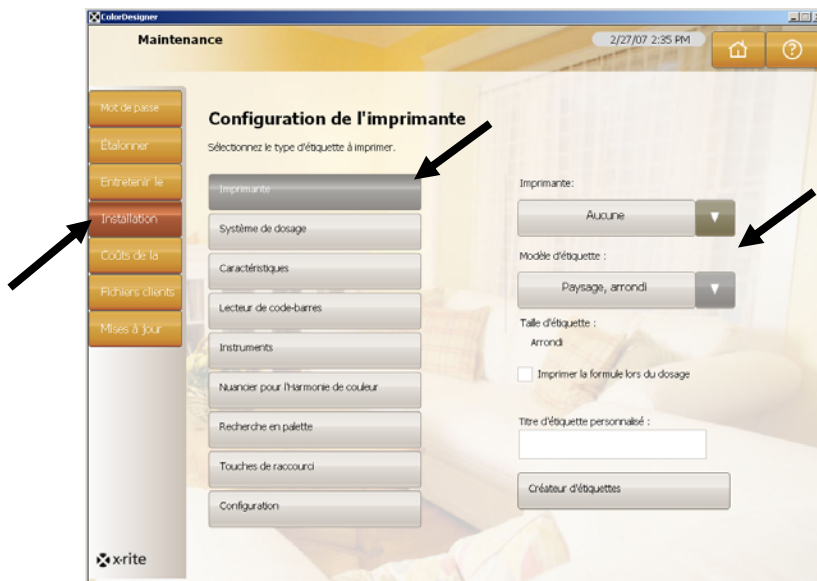 ColorDesigner
Maintenance
2/27/07 2:35 PM
?
Mot de passe
Étalonner
Entretenir le
Installation
Coûts de la
Fichiers clients
Mises à jour
Configuration de l'imprimante
Sélectionnez le type d'étiquette à imprimer.
Imprimante
Système de dosage
Caractéristiques
Lecteur de code-barres
Instruments
Nuancier pour l'Harmonie de couleur
Recherche en palette
Touches de raccourci
Configuration
Imprimante:
Aucune
Modèle d'étiquette :
Paysage, arrondi
Taille d'étiquette :
Arrondi
Imprimer la formule lors du dosage
Titre d'étiquette personnalisé :
Créateur d'étiquettes
x·rite